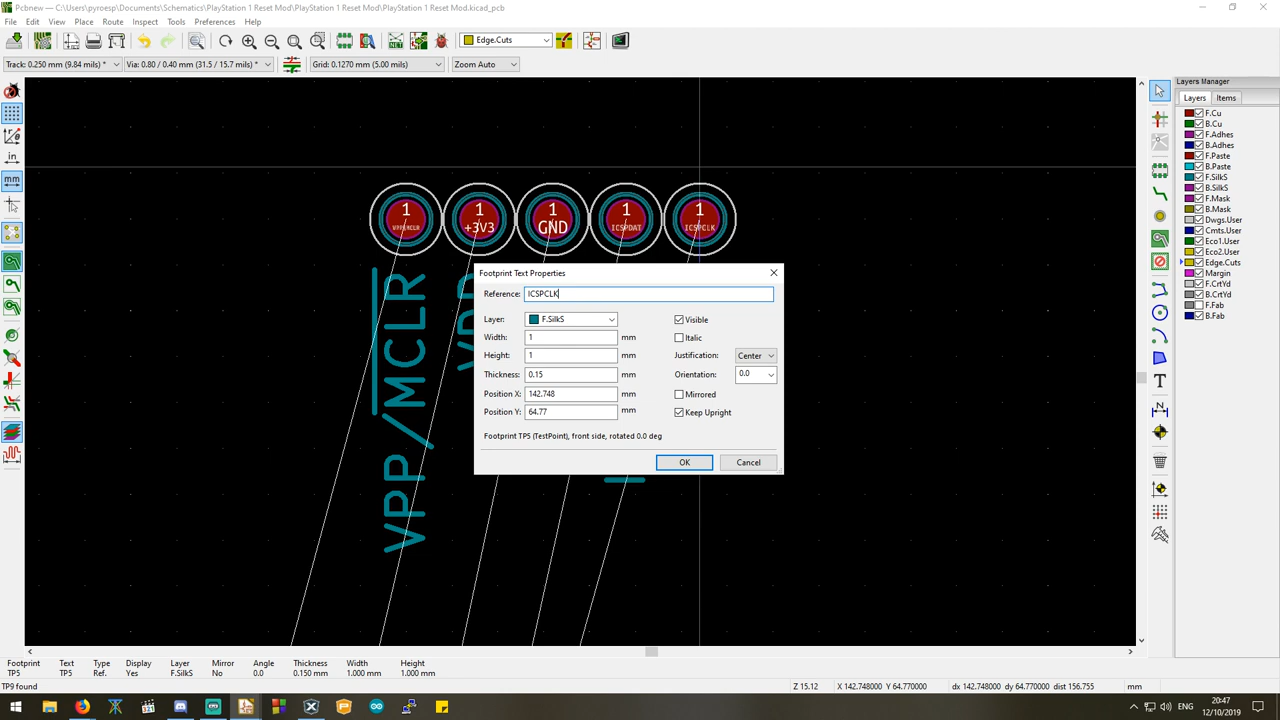 Pcbnew — C:\Users\pyroesp\Documents\Schematics\PlayStation 1 Reset Mod\PlayStation 1 Reset Mod\PlayStation 1 Reset Mod.kicad_pcb
File Edit View Place Route Inspect Tools Preferences Help
Edge.Cuts
Track: 0.250 mm (9.84 mils) * Via: 0.80 / 0.40 mm (31.5 / 15.7 mils) * Grid: 0.1270 mm (5.00 mils) Zoom Auto
Layers Manager
Layers Items
F.Cu
B.Cu
F.Adhes
B.Adhes
F.Paste
B.Paste
F.SilkS
B.SilkS
F.Mask
B.Mask
Dwgs.User
Cmts.User
Eco1.User
Eco2.User
Edge.Cuts
Margin
F.CrtYd
B.CrtYd
F.Fab
B.Fab
in
mm
1 1 1 1 1
+3V3 GND ICSPDAT ICSPCLK
VPP/MCLR
Footprint Text Properties
Reference: ICSPCLK
Layer: F.SilkS Visible
Width: 1 mm Italic
Height: 1 mm Justification: Center
Thickness: 0.15 mm Orientation: 0.0
Position X: 142.748 mm Mirrored
Position Y: 64.77 mm Keep Upright
Footprint TP5 (TestPoint), front side, rotated 0.0 deg
OK Cancel
Footprint Text Type Display Layer Mirror Angle Thickness Width Height
TP5 TP5 Ref. Yes F.SilkS No 0.0 0.150 mm 1.000 mm 1.000 mm
TP9 found Z 15.12 X 142.748000 Y 64.770000 dx 142.748000 dy 64.770000 dist 156.755 mm
ENG
20:47
12/10/2019